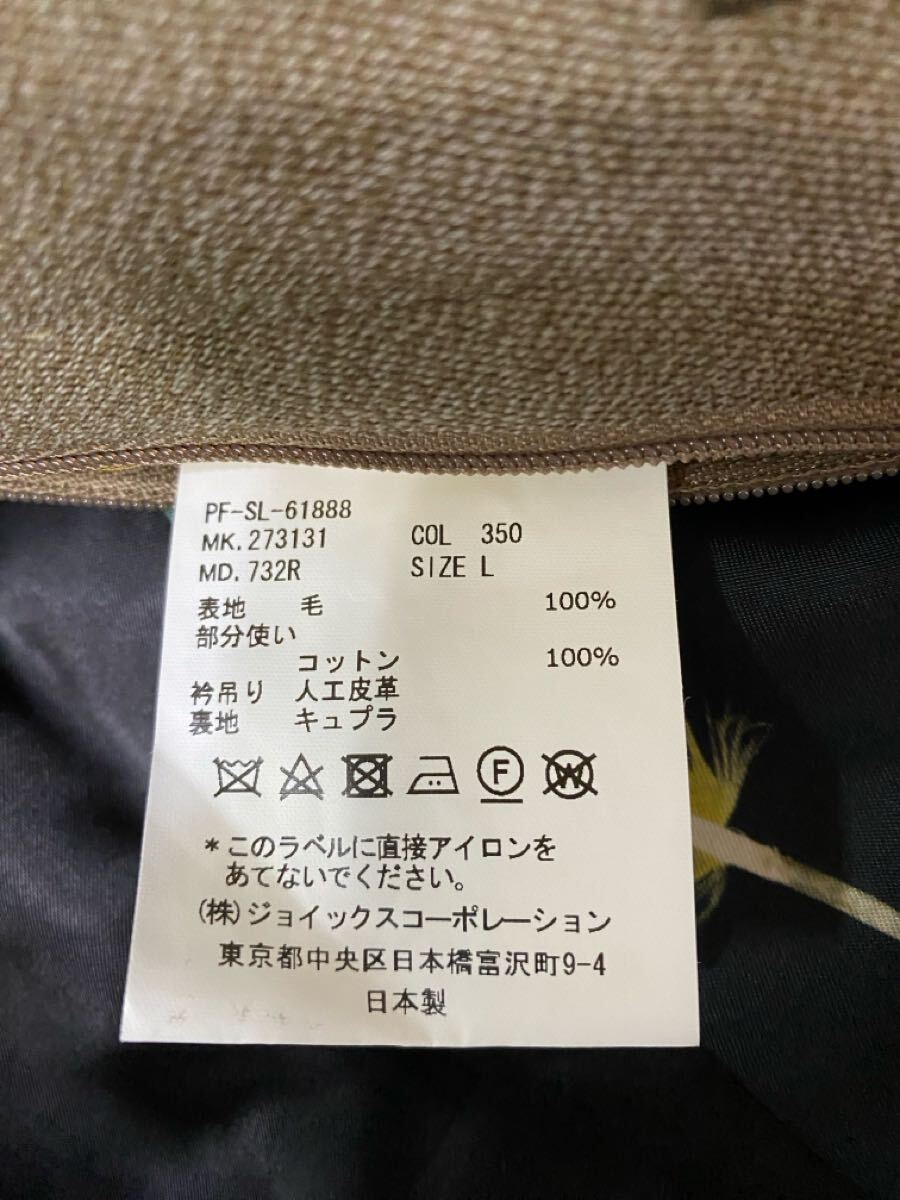 PF-SL-61888
MK.273131 COL 350
MD.732R SIZE L
表地 毛 100%
部分使い
コットン 100%
衿吊り 人工皮革
裏地 キュプラ
F W
*このラベルに直接アイロンを
あてないでください。
(株)ジョイックスコーポレーション
東京都中央区日本橋富沢町9-4
日本製